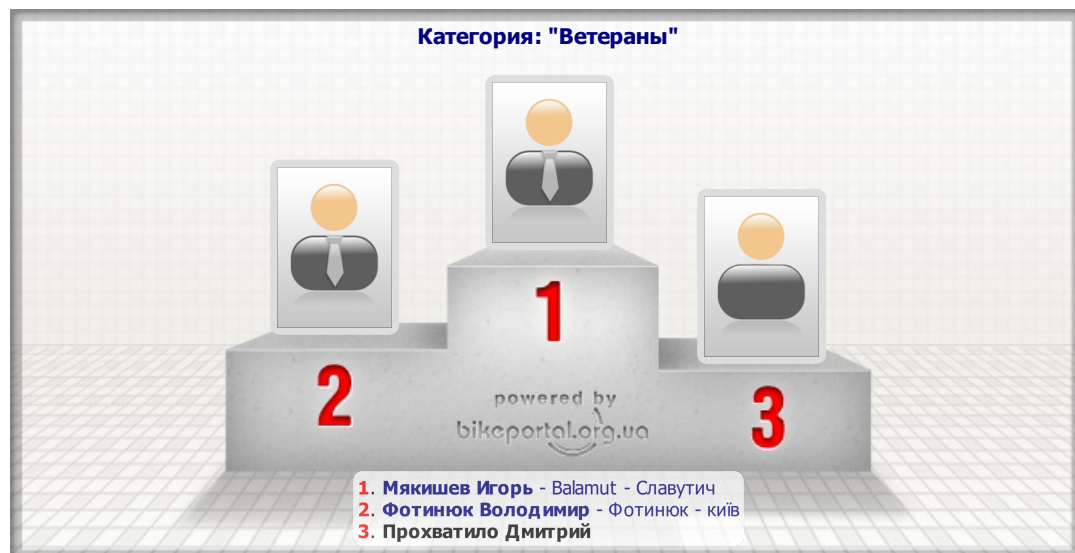 Категория: "Ветераны"
1
2
3
powered by
bikeportal.org.ua
1. Мякишев Игорь - Balamut - Славутич
2. Фотинюк Володимир - Фотинюк - київ
3. Прохватило Дмитрий